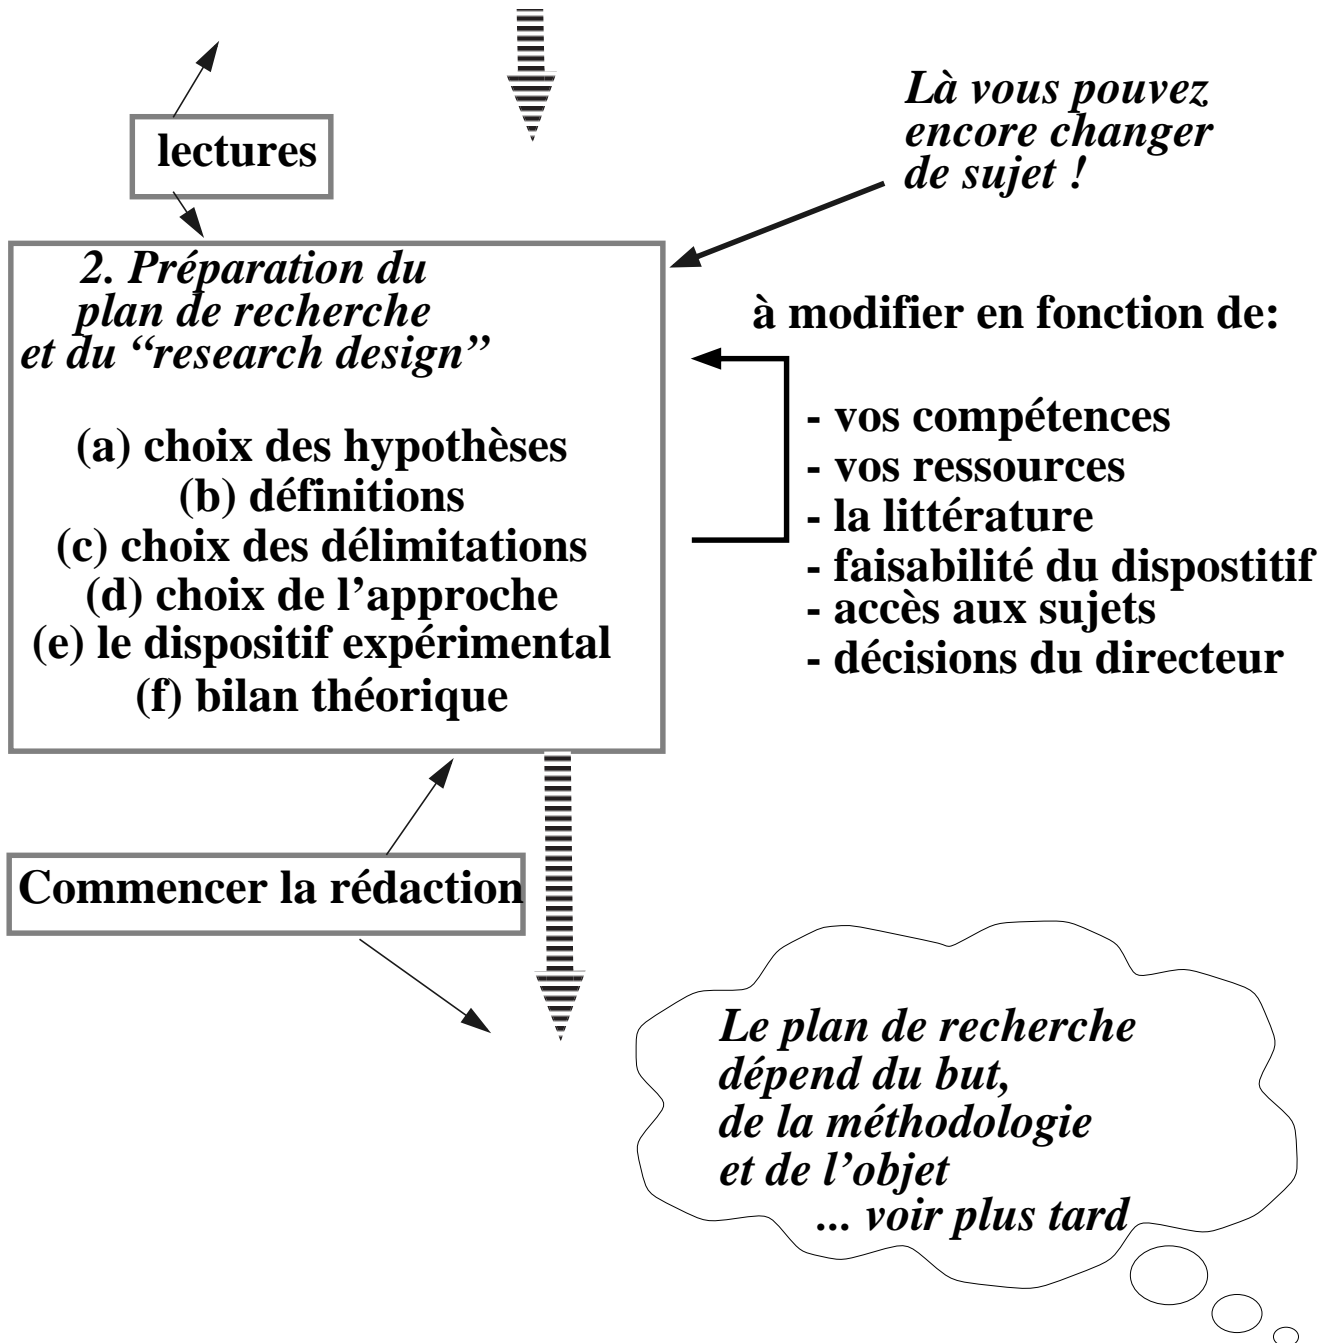 lectures
Là vous pouvez
encore changer
de sujet !
2. Préparation du
plan de recherche
et du “research design”
(a) choix des hypothèses
(b) définitions
(c) choix des délimitations
(d) choix de l’approche
(e) le dispositif expérimental
(f) bilan théorique
à modifier en fonction de:
- vos compétences
- vos ressources
- la littérature
- faisabilité du dispostitif
- accès aux sujets
- décisions du directeur
Commencer la rédaction
Le plan de recherche
dépend du but,
de la méthodologie
et de l’objet
... voir plus tard